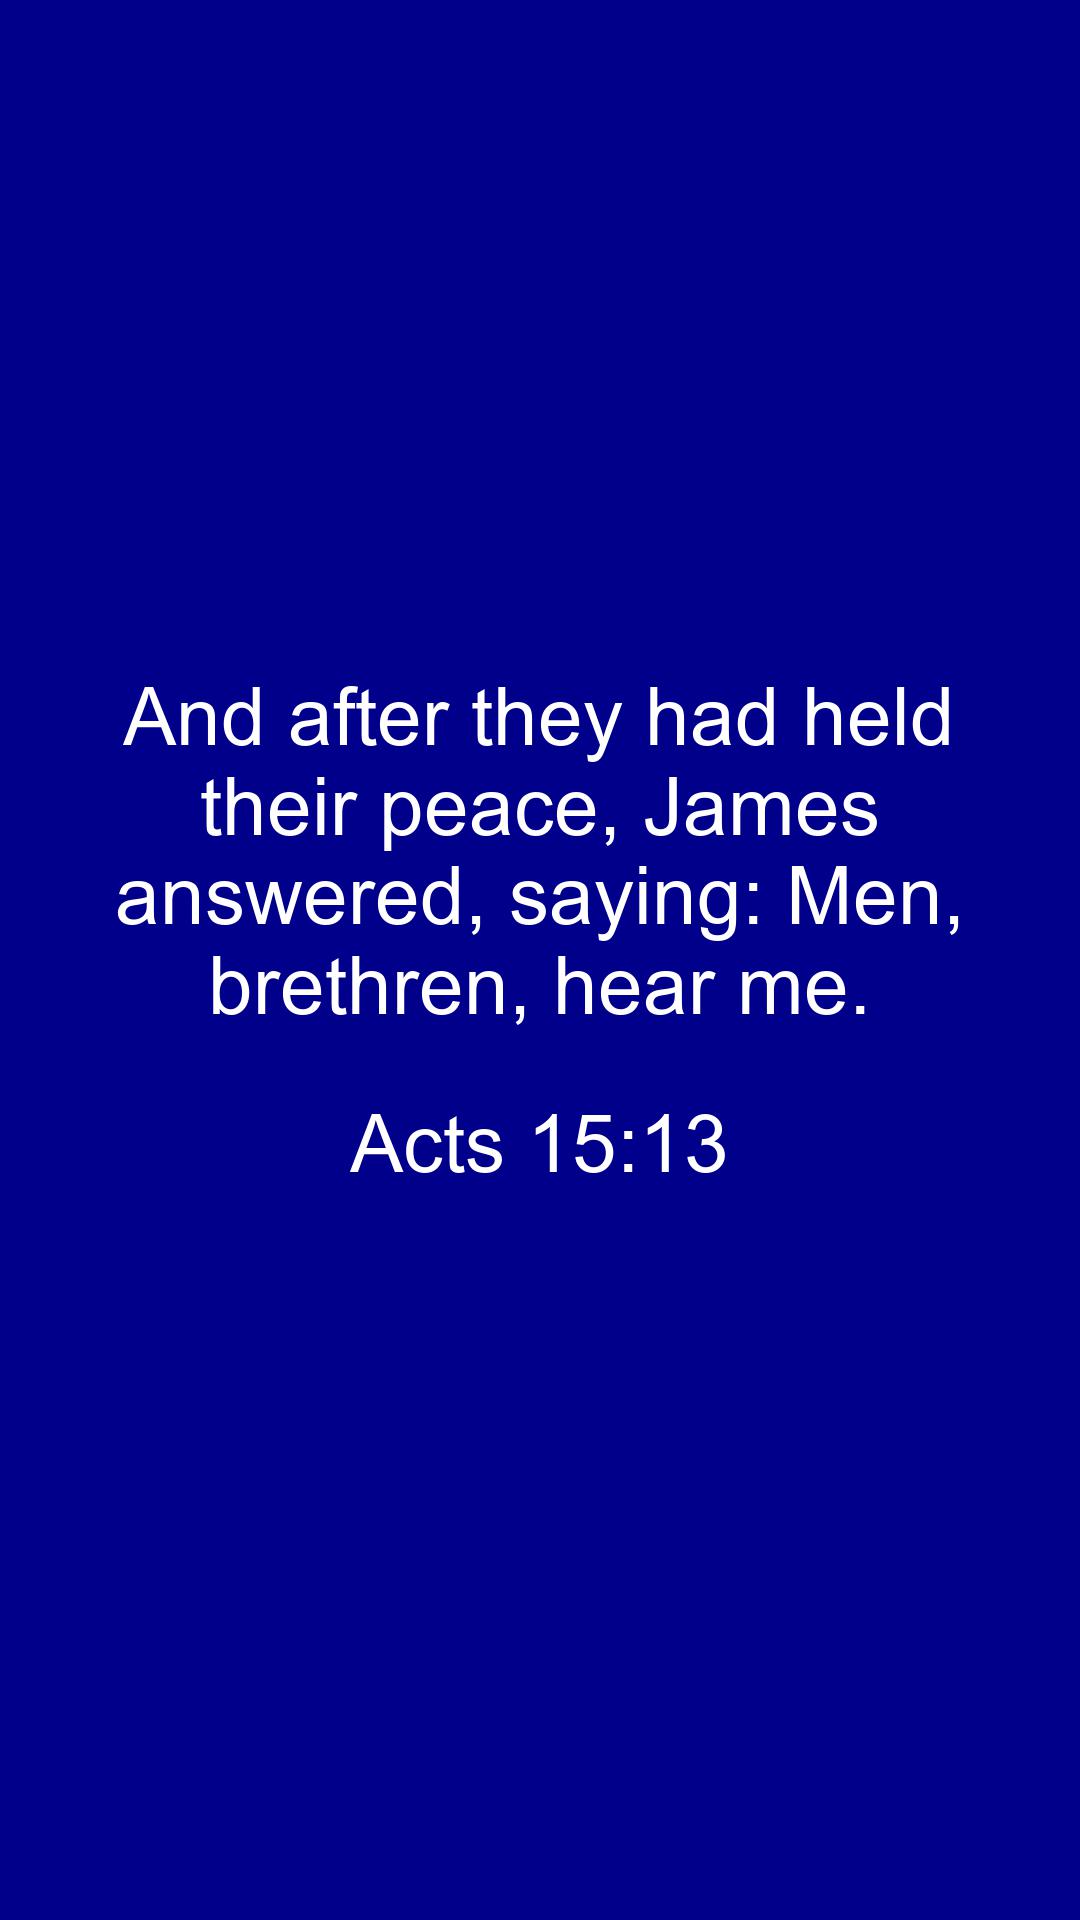 And after they had held
their peace, James
answered, saying: Men,
brethren, hear me.
Acts 15:13